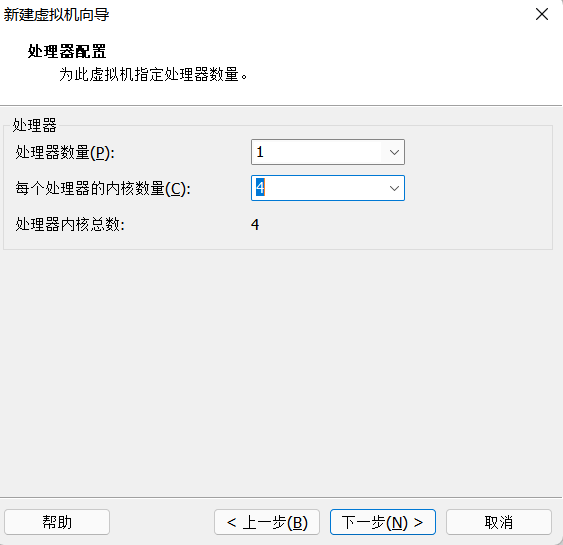 新建虚拟机向导
处理器配置
为此虚拟机指定处理器数量。
处理器
处理器数量(P): 1
每个处理器的内核数量(C): 4
处理器内核总数: 4
帮助 < 上一步(B) 下一步(N) > 取消